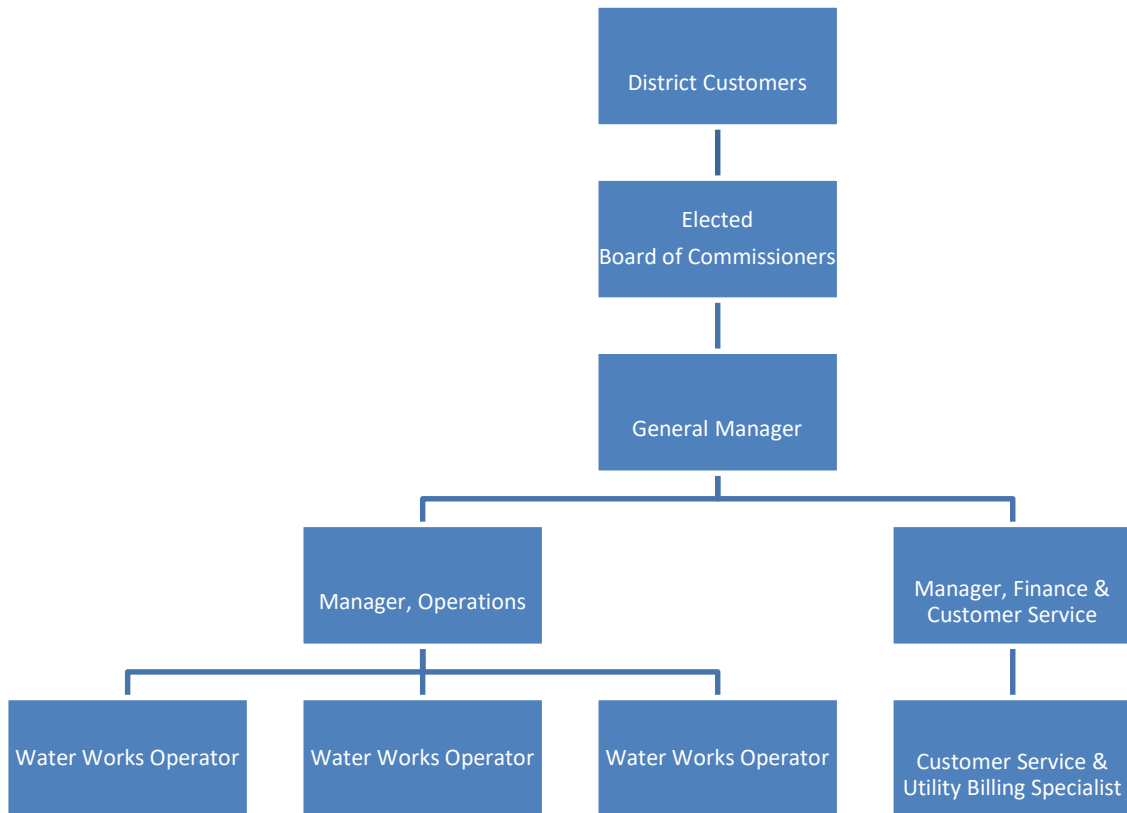 District Customers
Elected
Board of Commissioners
General Manager
Manager, Operations
Manager, Finance &
Customer Service
Water Works Operator
Water Works Operator
Water Works Operator
Customer Service &
Utility Billing Specialist